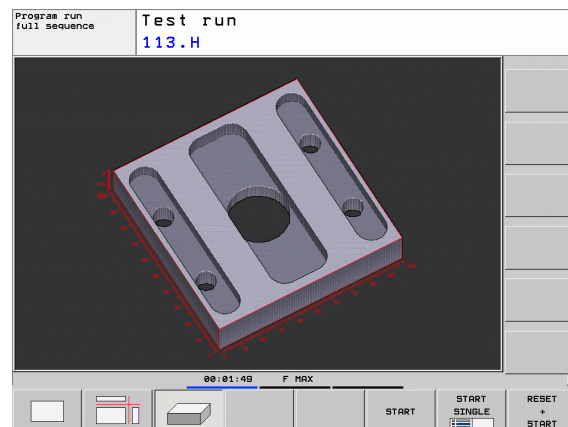 Program run
full sequence
Test run
113.H
00:01:49 F MAX
START
START
SINGLE
RESET
+
START